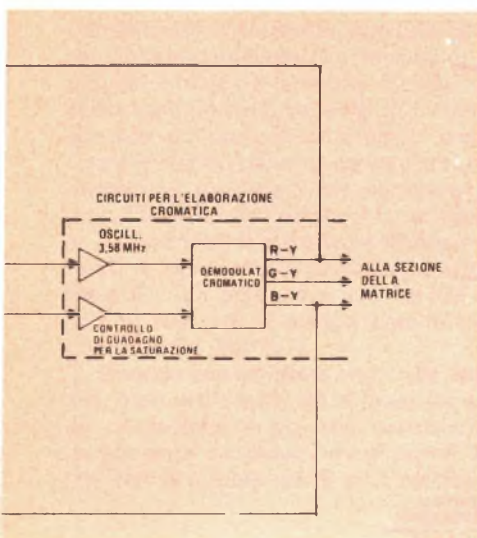 CIRCUITI PER L'ELABORAZIONE
CROMATICA
OSCILL.
3,58 MHz
DEMODULAT
CROMATICO
R-Y
G-Y
B-Y
ALLA SEZIONE
DELLA
MATRICE
CONTROLLO
DI GUADAGNO
PER LA SATURAZIONE